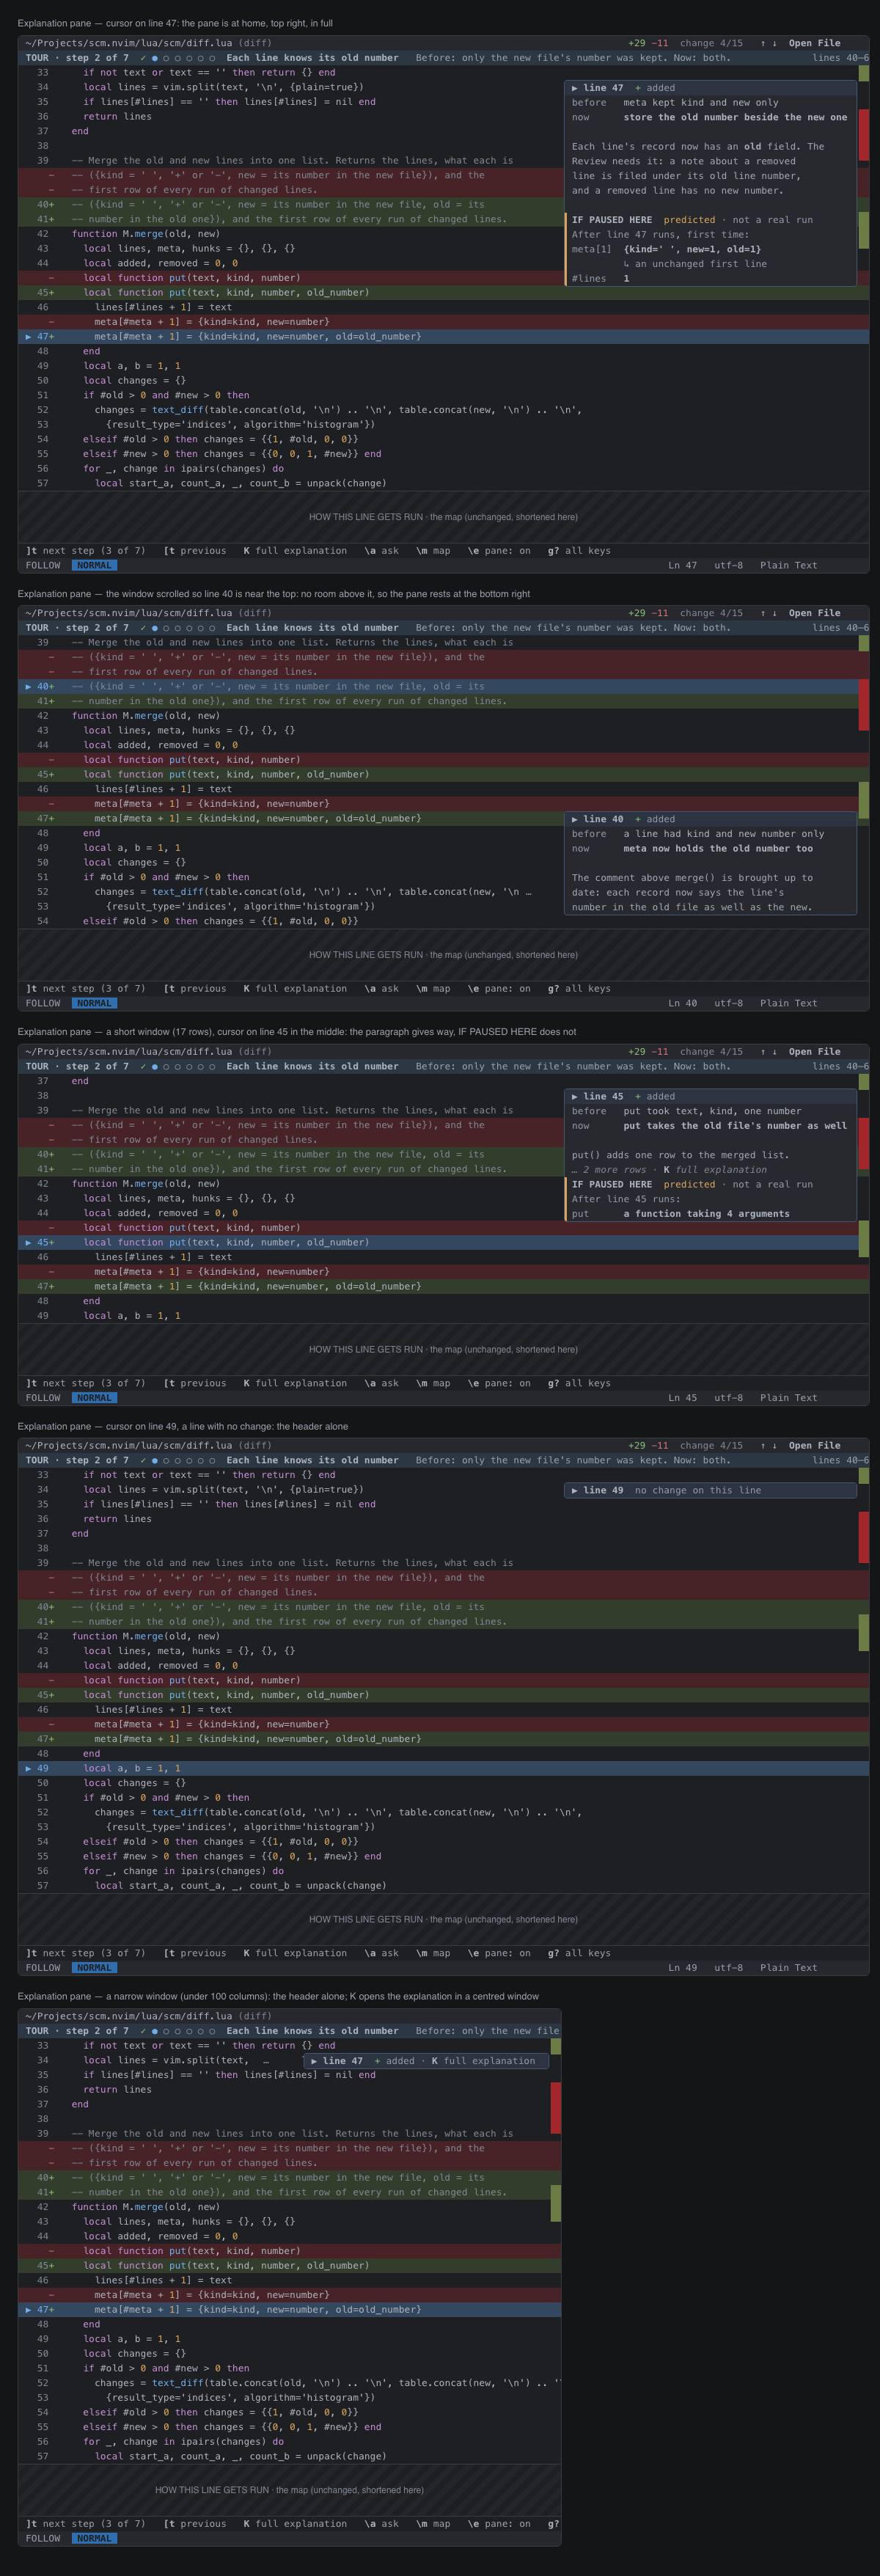 Explanation pane — cursor on line 47: the pane is at home, top right, in full
~/Projects/scm.nvim/lua/scm/diff.lua (diff) +29 −11 change 4/15 ↑ ↓ Open File
TOUR · step 2 of 7 ✓ ● ○ ○ ○ ○ ○ Each line knows its old number Before: only the new file's number was kept. Now: both. lines 40–6
33 if not text or text == '' then return {} end
34 local lines = vim.split(text, '\n', {plain=true}) ▶ line 47 + added
35 if lines[#lines] == '' then lines[#lines] = nil end before meta kept kind and new only
36 return lines now store the old number beside the new one
37 end
38 Each line's record now has an old field. The
39 −− Merge the old and new lines into one list. Returns the lines, what each is Review needs it: a note about a removed
− −− ({kind = ' ', '+' or '−', new = its number in the new file}), and the line is filed under its old line number,
− −− first row of every run of changed lines. and a removed line has no new number.
40+ −− ({kind = ' ', '+' or '−', new = its number in the new file, old = its
41+ −− number in the old one}), and the first row of every run of changed lines. IF PAUSED HERE predicted · not a real run
42 function M.merge(old, new) After line 47 runs, first time:
43 local lines, meta, hunks = {}, {}, {} meta[1] {kind=' ', new=1, old=1}
44 local added, removed = 0, 0 ↳ an unchanged first line
− local function put(text, kind, number) #lines 1
45+ local function put(text, kind, number, old_number)
46 lines[#lines + 1] = text
− meta[#meta + 1] = {kind=kind, new=number}
▶ 47+ meta[#meta + 1] = {kind=kind, new=number, old=old_number}
48 end
49 local a, b = 1, 1
50 local changes = {}
51 if #old > 0 and #new > 0 then
52 changes = text_diff(table.concat(old, '\n') .. '\n', table.concat(new, '\n') .. '\n',
53 {result_type='indices', algorithm='histogram'})
54 elseif #old > 0 then changes = {{1, #old, 0, 0}}
55 elseif #new > 0 then changes = {{0, 0, 1, #new}} end
56 for _, change in ipairs(changes) do
57 local start_a, count_a, _, count_b = unpack(change)
HOW THIS LINE GETS RUN · the map (unchanged, shortened here)
]t next step (3 of 7) [t previous K full explanation \a ask \m map \e pane: on g? all keys
FOLLOW NORMAL Ln 47 utf−8 Plain Text
Explanation pane — the window scrolled so line 40 is near the top: no room above it, so the pane rests at the bottom right
~/Projects/scm.nvim/lua/scm/diff.lua (diff) +29 −11 change 4/15 ↑ ↓ Open File
TOUR · step 2 of 7 ✓ ● ○ ○ ○ ○ ○ Each line knows its old number Before: only the new file's number was kept. Now: both. lines 40–6
39 −− Merge the old and new lines into one list. Returns the lines, what each is
− −− ({kind = ' ', '+' or '−', new = its number in the new file}), and the
− −− first row of every run of changed lines.
▶ 40+ −− ({kind = ' ', '+' or '−', new = its number in the new file, old = its
41+ −− number in the old one}), and the first row of every run of changed lines.
42 function M.merge(old, new)
43 local lines, meta, hunks = {}, {}, {}
44 local added, removed = 0, 0
− local function put(text, kind, number)
45+ local function put(text, kind, number, old_number)
46 lines[#lines + 1] = text
− meta[#meta + 1] = {kind=kind, new=number}
47+ meta[#meta + 1] = {kind=kind, new=number, old=old_number} ▶ line 40 + added
48 end before a line had kind and new number only
49 local a, b = 1, 1 now meta now holds the old number too
50 local changes = {}
51 if #old > 0 and #new > 0 then The comment above merge() is brought up to
52 changes = text_diff(table.concat(old, '\n') .. '\n', table.concat(new, '\n … date: each record now says the line's
53 {result_type='indices', algorithm='histogram'}) number in the old file as well as the new.
54 elseif #old > 0 then changes = {{1, #old, 0, 0}}
HOW THIS LINE GETS RUN · the map (unchanged, shortened here)
]t next step (3 of 7) [t previous K full explanation \a ask \m map \e pane: on g? all keys
FOLLOW NORMAL Ln 40 utf−8 Plain Text
Explanation pane — a short window (17 rows), cursor on line 45 in the middle: the paragraph gives way, IF PAUSED HERE does not
~/Projects/scm.nvim/lua/scm/diff.lua (diff) +29 −11 change 4/15 ↑ ↓ Open File
TOUR · step 2 of 7 ✓ ● ○ ○ ○ ○ ○ Each line knows its old number Before: only the new file's number was kept. Now: both. lines 40–6
37 end
38 ▶ line 45 + added
39 −− Merge the old and new lines into one list. Returns the lines, what each is before put took text, kind, one number
− −− ({kind = ' ', '+' or '−', new = its number in the new file}), and the now put takes the old file's number as well
− −− first row of every run of changed lines.
40+ −− ({kind = ' ', '+' or '−', new = its number in the new file, old = its put() adds one row to the merged list.
41+ −− number in the old one}), and the first row of every run of changed lines. … 2 more rows · K full explanation
42 function M.merge(old, new) IF PAUSED HERE predicted · not a real run
43 local lines, meta, hunks = {}, {}, {} After line 45 runs:
44 local added, removed = 0, 0 put a function taking 4 arguments
− local function put(text, kind, number)
▶ 45+ local function put(text, kind, number, old_number)
46 lines[#lines + 1] = text
− meta[#meta + 1] = {kind=kind, new=number}
47+ meta[#meta + 1] = {kind=kind, new=number, old=old_number}
48 end
49 local a, b = 1, 1
HOW THIS LINE GETS RUN · the map (unchanged, shortened here)
]t next step (3 of 7) [t previous K full explanation \a ask \m map \e pane: on g? all keys
FOLLOW NORMAL Ln 45 utf−8 Plain Text
Explanation pane — cursor on line 49, a line with no change: the header alone
~/Projects/scm.nvim/lua/scm/diff.lua (diff) +29 −11 change 4/15 ↑ ↓ Open File
TOUR · step 2 of 7 ✓ ● ○ ○ ○ ○ ○ Each line knows its old number Before: only the new file's number was kept. Now: both. lines 40–6
33 if not text or text == '' then return {} end
34 local lines = vim.split(text, '\n', {plain=true}) ▶ line 49 no change on this line
35 if lines[#lines] == '' then lines[#lines] = nil end
36 return lines
37 end
38
39 −− Merge the old and new lines into one list. Returns the lines, what each is
− −− ({kind = ' ', '+' or '−', new = its number in the new file}), and the
− −− first row of every run of changed lines.
40+ −− ({kind = ' ', '+' or '−', new = its number in the new file, old = its
41+ −− number in the old one}), and the first row of every run of changed lines.
42 function M.merge(old, new)
43 local lines, meta, hunks = {}, {}, {}
44 local added, removed = 0, 0
− local function put(text, kind, number)
45+ local function put(text, kind, number, old_number)
46 lines[#lines + 1] = text
− meta[#meta + 1] = {kind=kind, new=number}
47+ meta[#meta + 1] = {kind=kind, new=number, old=old_number}
48 end
▶ 49 local a, b = 1, 1
50 local changes = {}
51 if #old > 0 and #new > 0 then
52 changes = text_diff(table.concat(old, '\n') .. '\n', table.concat(new, '\n') .. '\n',
53 {result_type='indices', algorithm='histogram'})
54 elseif #old > 0 then changes = {{1, #old, 0, 0}}
55 elseif #new > 0 then changes = {{0, 0, 1, #new}} end
56 for _, change in ipairs(changes) do
57 local start_a, count_a, _, count_b = unpack(change)
HOW THIS LINE GETS RUN · the map (unchanged, shortened here)
]t next step (3 of 7) [t previous K full explanation \a ask \m map \e pane: on g? all keys
FOLLOW NORMAL Ln 49 utf−8 Plain Text
Explanation pane — a narrow window (under 100 columns): the header alone; K opens the explanation in a centred window
~/Projects/scm.nvim/lua/scm/diff.lua (diff)
TOUR · step 2 of 7 ✓ ● ○ ○ ○ ○ ○ Each line knows its old number Before: only the new file
33 if not text or text == '' then return {} end
34 local lines = vim.split(text, … ▶ line 47 + added · K full explanation
35 if lines[#lines] == '' then lines[#lines] = nil end
36 return lines
37 end
38
39 −− Merge the old and new lines into one list. Returns the lines, what each is
− −− ({kind = ' ', '+' or '−', new = its number in the new file}), and the
− −− first row of every run of changed lines.
40+ −− ({kind = ' ', '+' or '−', new = its number in the new file, old = its
41+ −− number in the old one}), and the first row of every run of changed lines.
42 function M.merge(old, new)
43 local lines, meta, hunks = {}, {}, {}
44 local added, removed = 0, 0
− local function put(text, kind, number)
45+ local function put(text, kind, number, old_number)
46 lines[#lines + 1] = text
− meta[#meta + 1] = {kind=kind, new=number}
▶ 47+ meta[#meta + 1] = {kind=kind, new=number, old=old_number}
48 end
49 local a, b = 1, 1
50 local changes = {}
51 if #old > 0 and #new > 0 then
52 changes = text_diff(table.concat(old, '\n') .. '\n', table.concat(new, '\n') .. '
53 {result_type='indices', algorithm='histogram'})
54 elseif #old > 0 then changes = {{1, #old, 0, 0}}
55 elseif #new > 0 then changes = {{0, 0, 1, #new}} end
56 for _, change in ipairs(changes) do
57 local start_a, count_a, _, count_b = unpack(change)
HOW THIS LINE GETS RUN · the map (unchanged, shortened here)
]t next step (3 of 7) [t previous K full explanation \a ask \m map \e pane: on g?
FOLLOW NORMAL